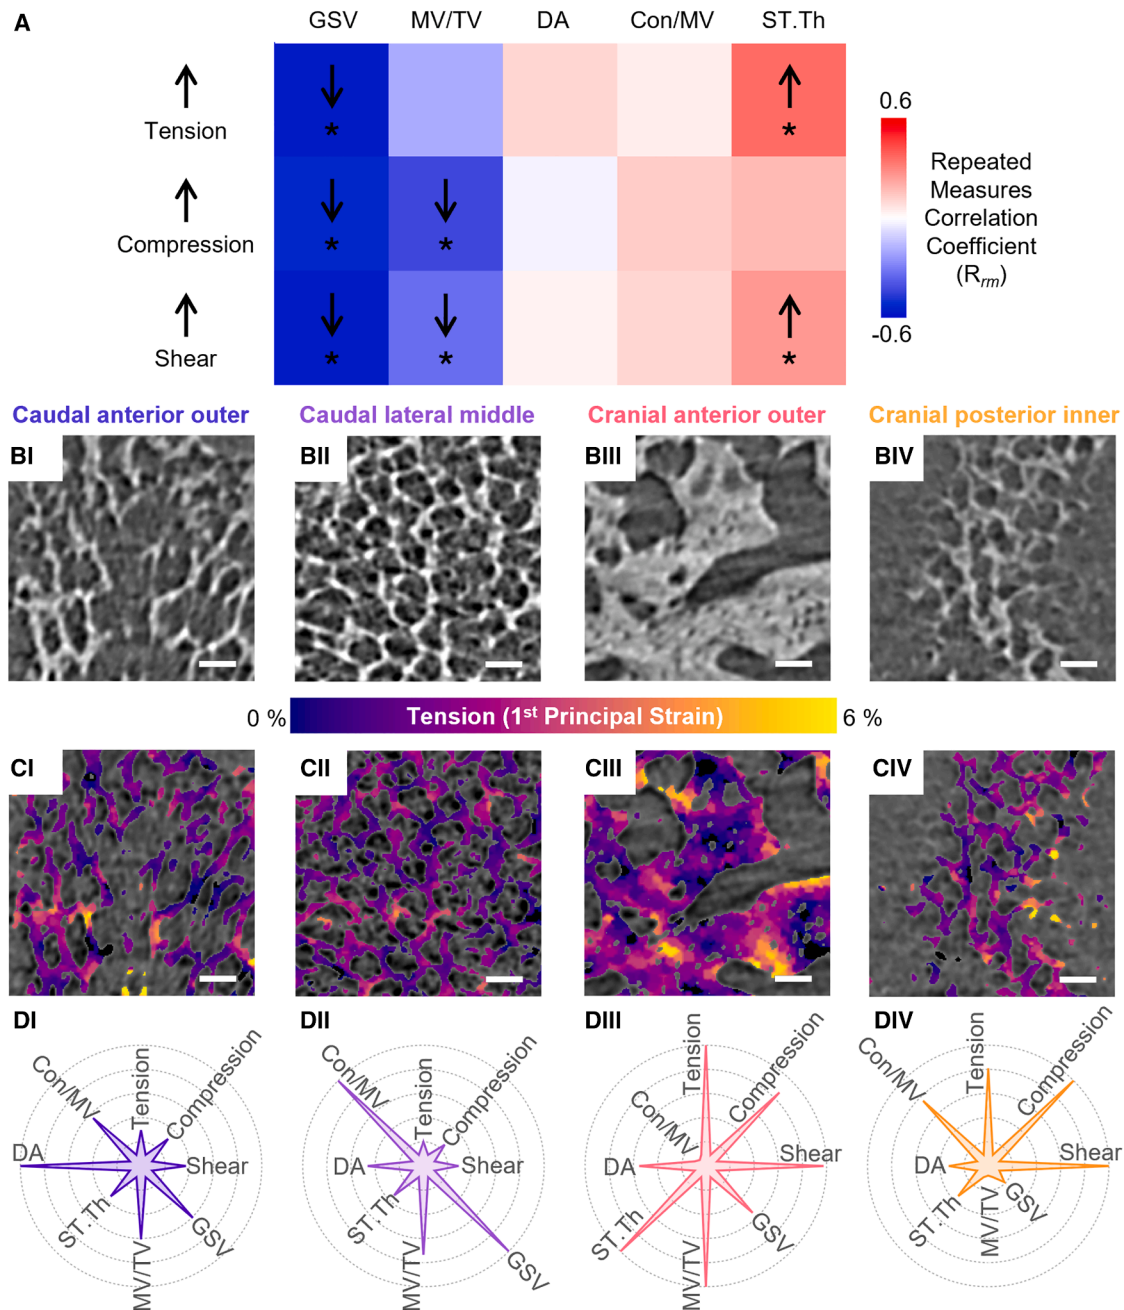 A
GSV MV/TV DA Con/MV ST.Th
↑ ↓ ↑
Tension * *
↑ ↓ ↓
Compression * *
↑ ↓ ↓ ↑
Shear * * *
0.6
Repeated
Measures
Correlation
Coefficient
(Rrm)
-0.6
Caudal anterior outer Caudal lateral middle Cranial anterior outer Cranial posterior inner
BI BII BIII BIV
0 % Tension (1st Principal Strain) 6 %
CI CII CIII CIV
DI DII DIII DIV
Tension
Compression
Shear
GSV
MV/TV
ST.Th
DA
Con/MV
Tension
Compression
Shear
GSV
MV/TV
ST.Th
DA
Con/MV
Tension
Compression
Shear
GSV
MV/TV
ST.Th
DA
Con/MV
Tension
Compression
Shear
GSV
MV/TV
ST.Th
DA
Con/MV